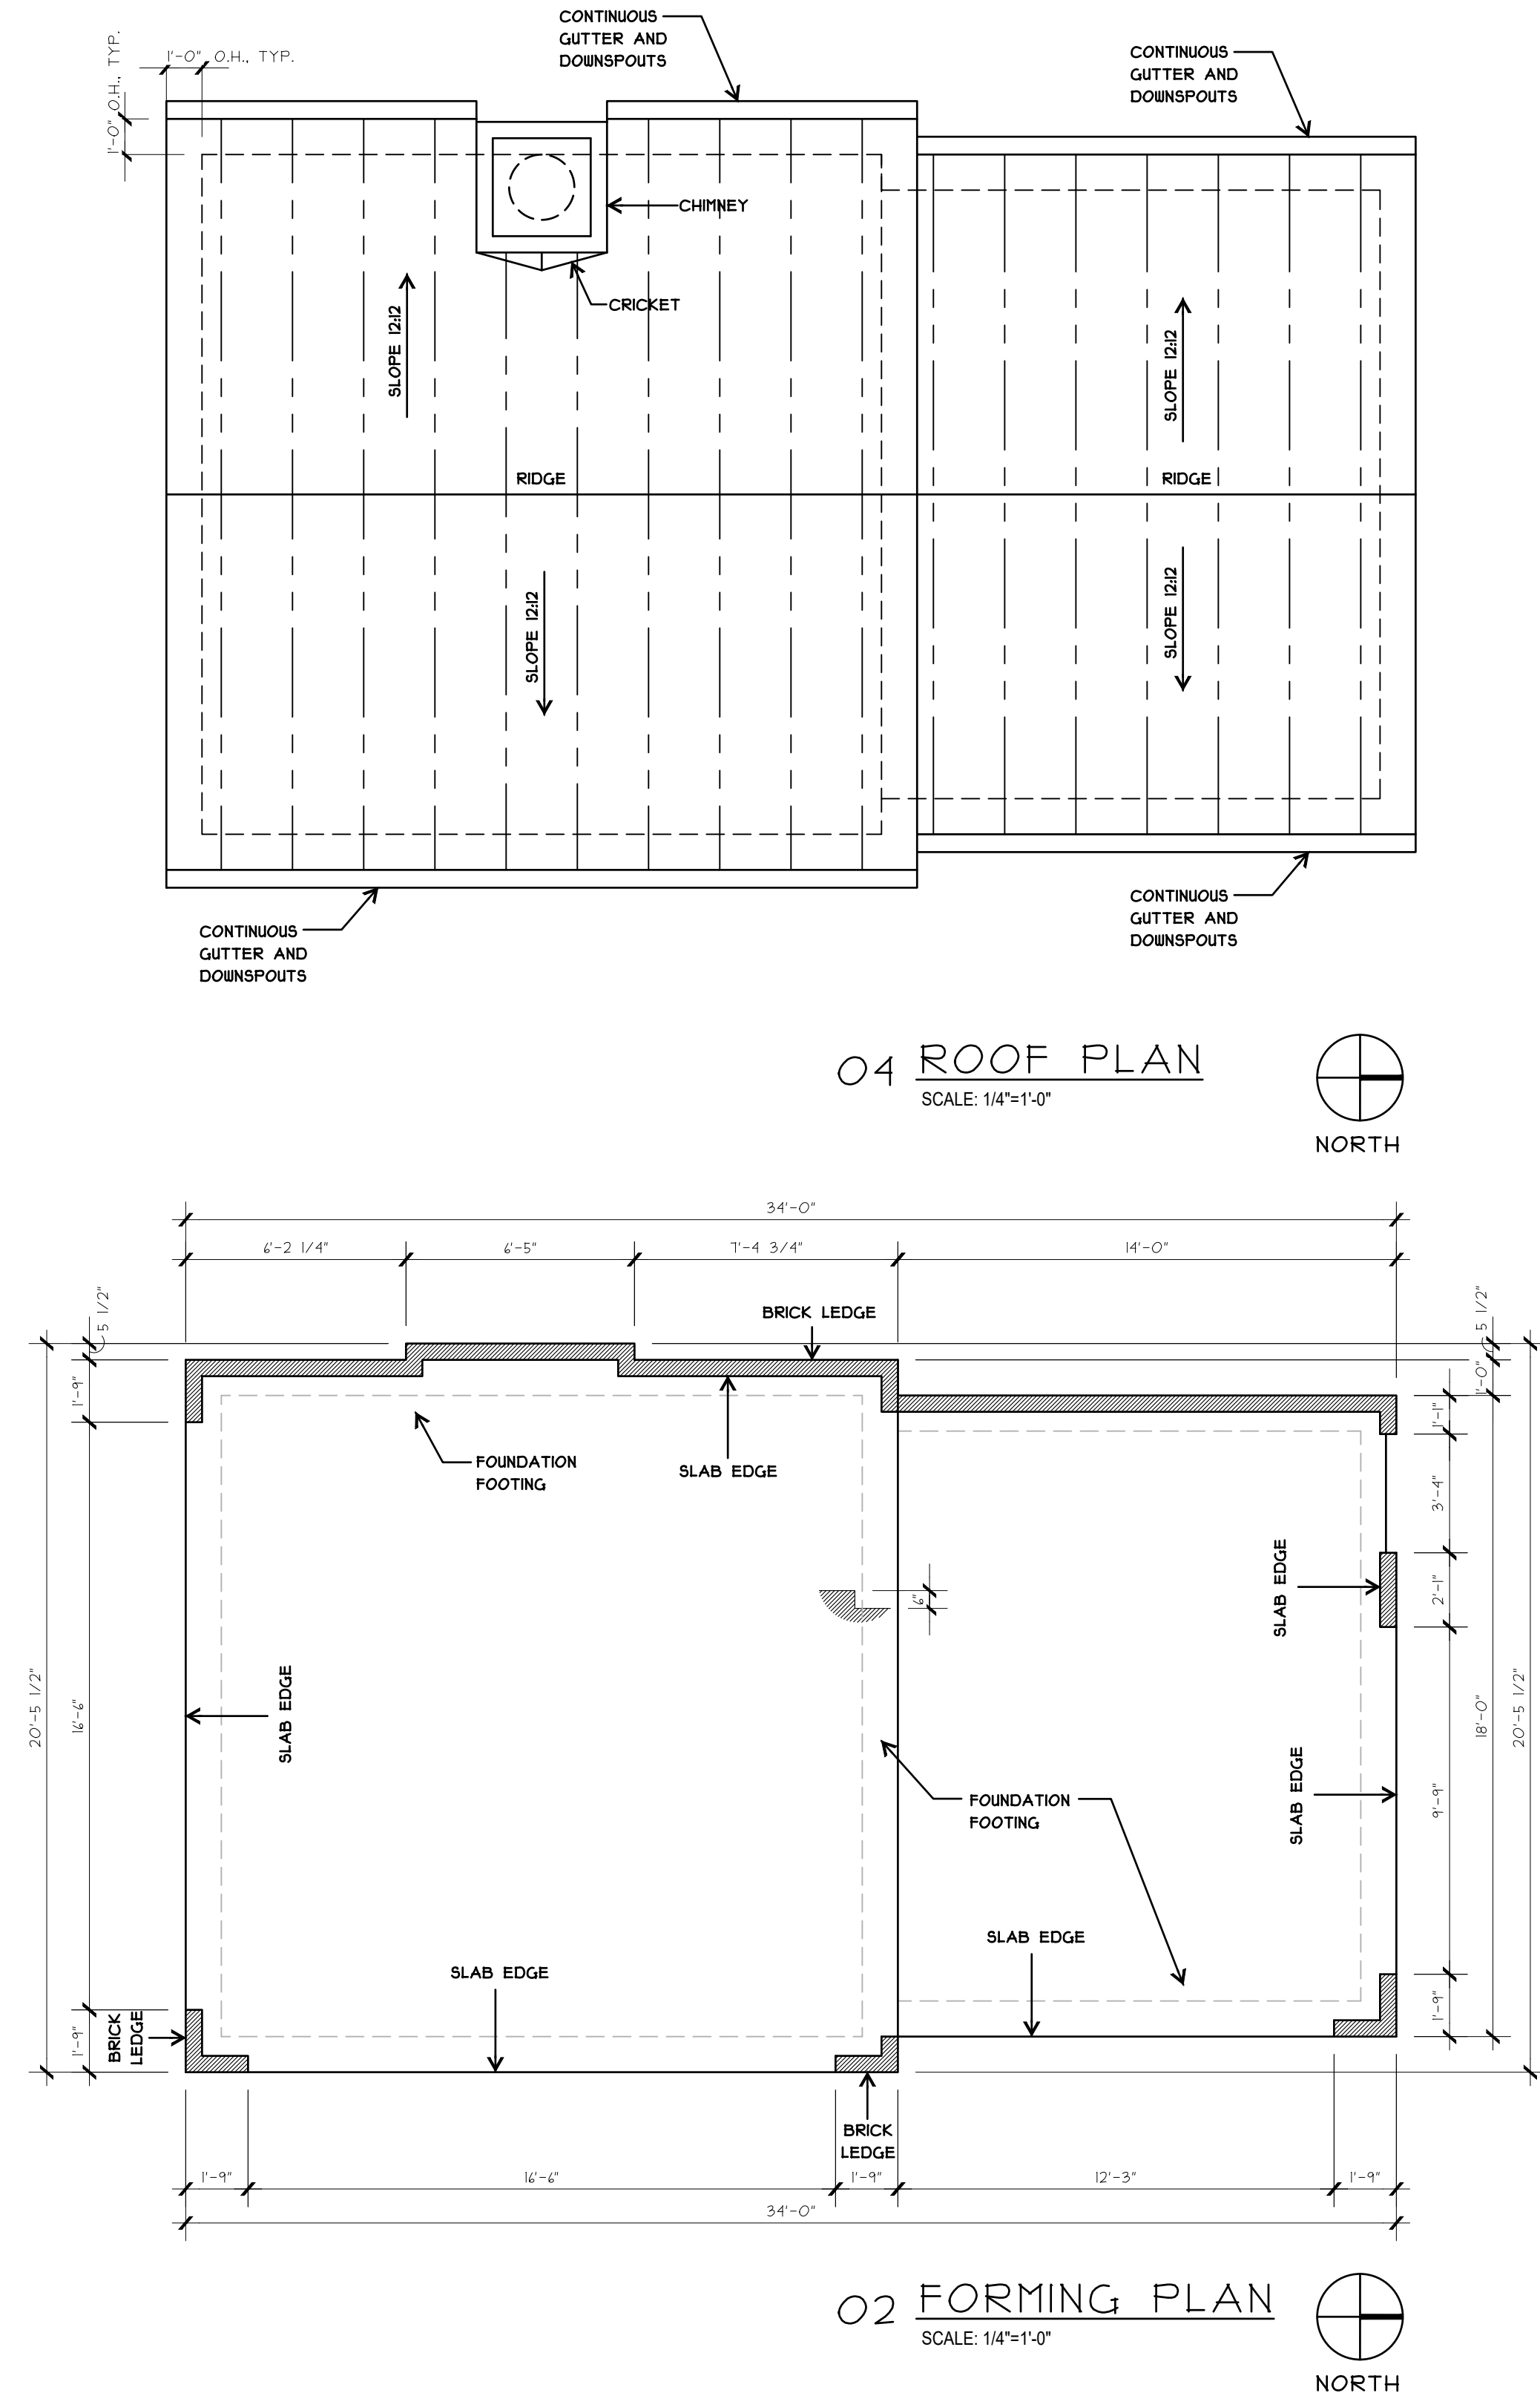 CONTINUOUS
GUTTER AND
DOWNSPOUTS
CONTINUOUS
GUTTER AND
DOWNSPOUTS
1'-0" O.H., TYP.
1'-0" O.H., TYP.
CHIMNEY
CRICKET
SLOPE 12:12
SLOPE 12:12
RIDGE
RIDGE
SLOPE 12:12
SLOPE 12:12
CONTINUOUS
GUTTER AND
DOWNSPOUTS
CONTINUOUS
GUTTER AND
DOWNSPOUTS
04 ROOF PLAN
SCALE: 1/4"=1'-0"
NORTH
34'-0"
6'-2 1/4"
6'-5"
7'-4 3/4"
14'-0"
5 1/2"
5 1/2"
BRICK LEDGE
1'-9"
1'-0"
1'-1"
FOUNDATION
FOOTING
SLAB EDGE
3'-4"
SLAB EDGE
2'-1"
6"
20'-5 1/2"
16'-6"
SLAB EDGE
18'-0"
20'-5 1/2"
FOUNDATION
FOOTING
SLAB EDGE
9'-9"
SLAB EDGE
SLAB EDGE
1'-9"
BRICK
LEDGE
1'-9"
BRICK
LEDGE
1'-9"
16'-6"
1'-9"
12'-3"
1'-9"
34'-0"
02 FORMING PLAN
SCALE: 1/4"=1'-0"
NORTH